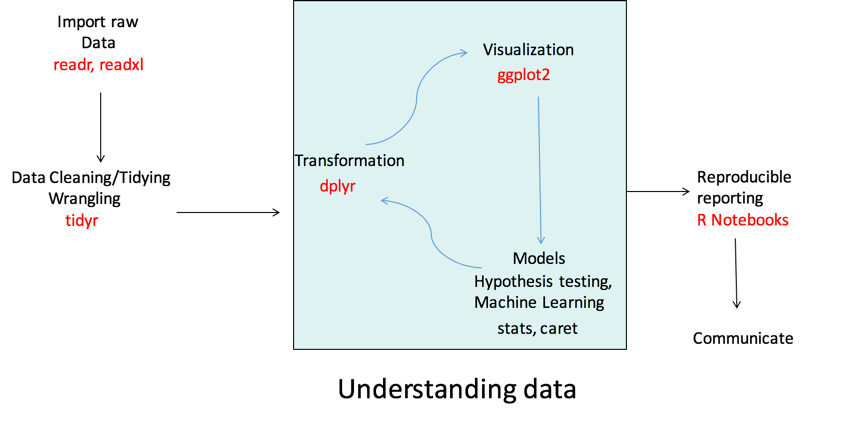 Import raw
Data
readr, readxl
Data Cleaning/Tidying
Wrangling
tidyr
Transformation
dplyr
Visualization
ggplot2
Models
Hypothesis testing,
Machine Learning
stats, caret
Reproducible
reporting
R Notebooks
Communicate
Understanding data